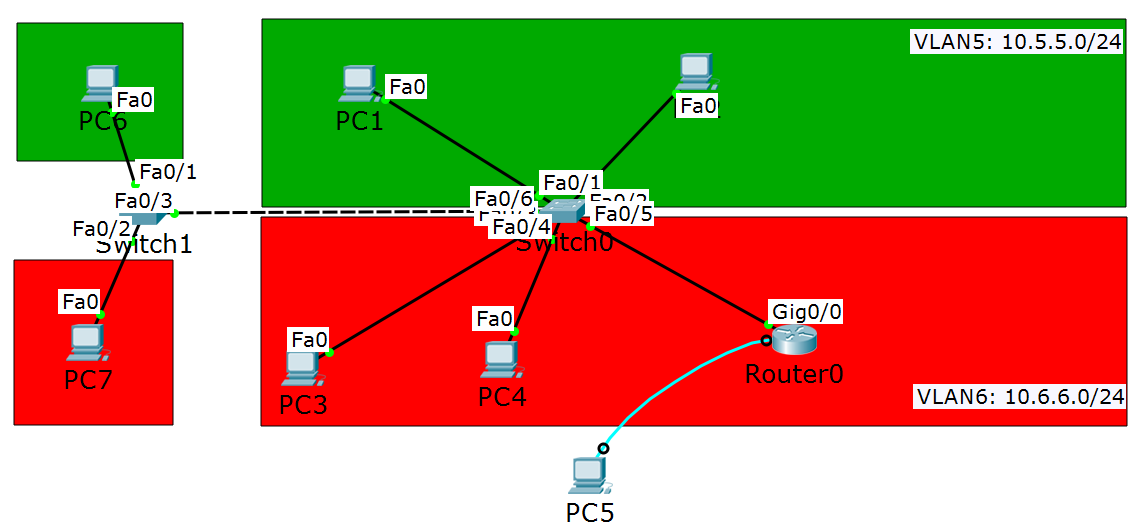 VLAN5: 10.5.5.0/24
Fa0
PC6
Fa0
PC1
Fa0
Fa0/1
Fa0/3
Fa0/2
Switch1
Fa0/1
Fa0/6
Fa0/2
Fa0/5
Fa0/4
Switch0
Fa0
PC7
Fa0
PC3
Fa0
PC4
Gig0/0
Router0
VLAN6: 10.6.6.0/24
PC5